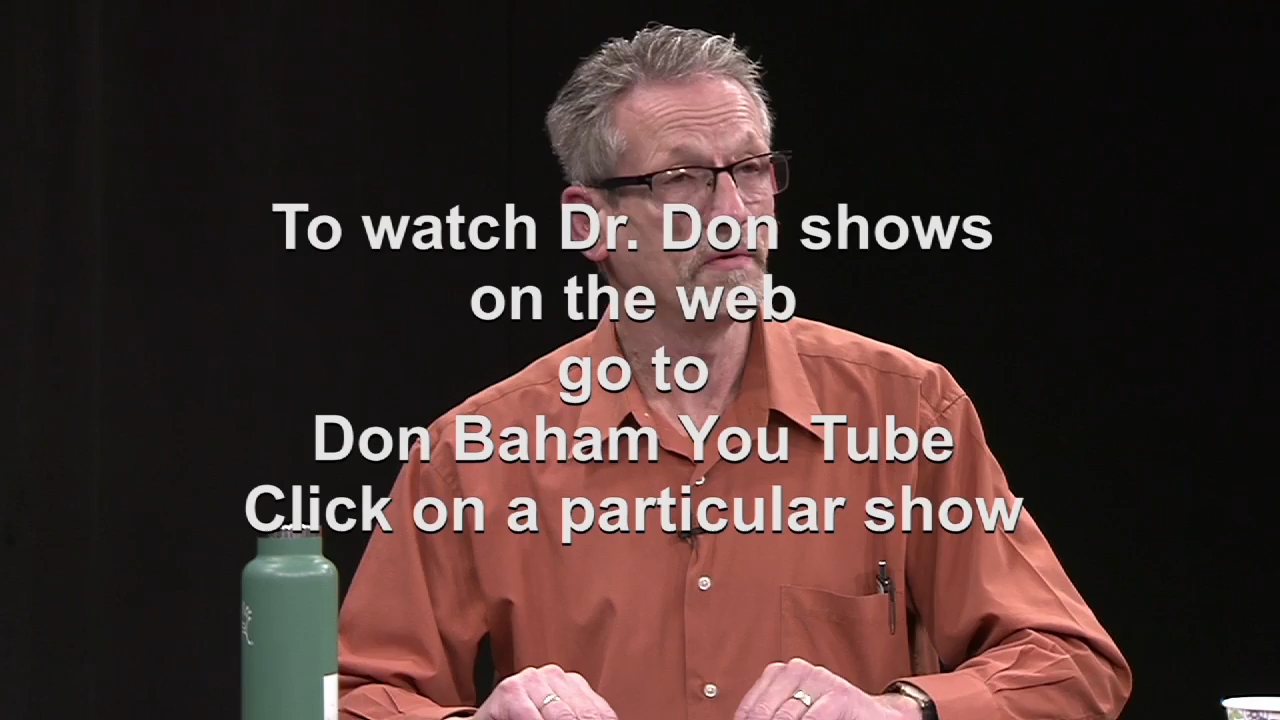 To watch Dr. Don shows
on the web
go to
Don Baham You Tube
Click on a particular show